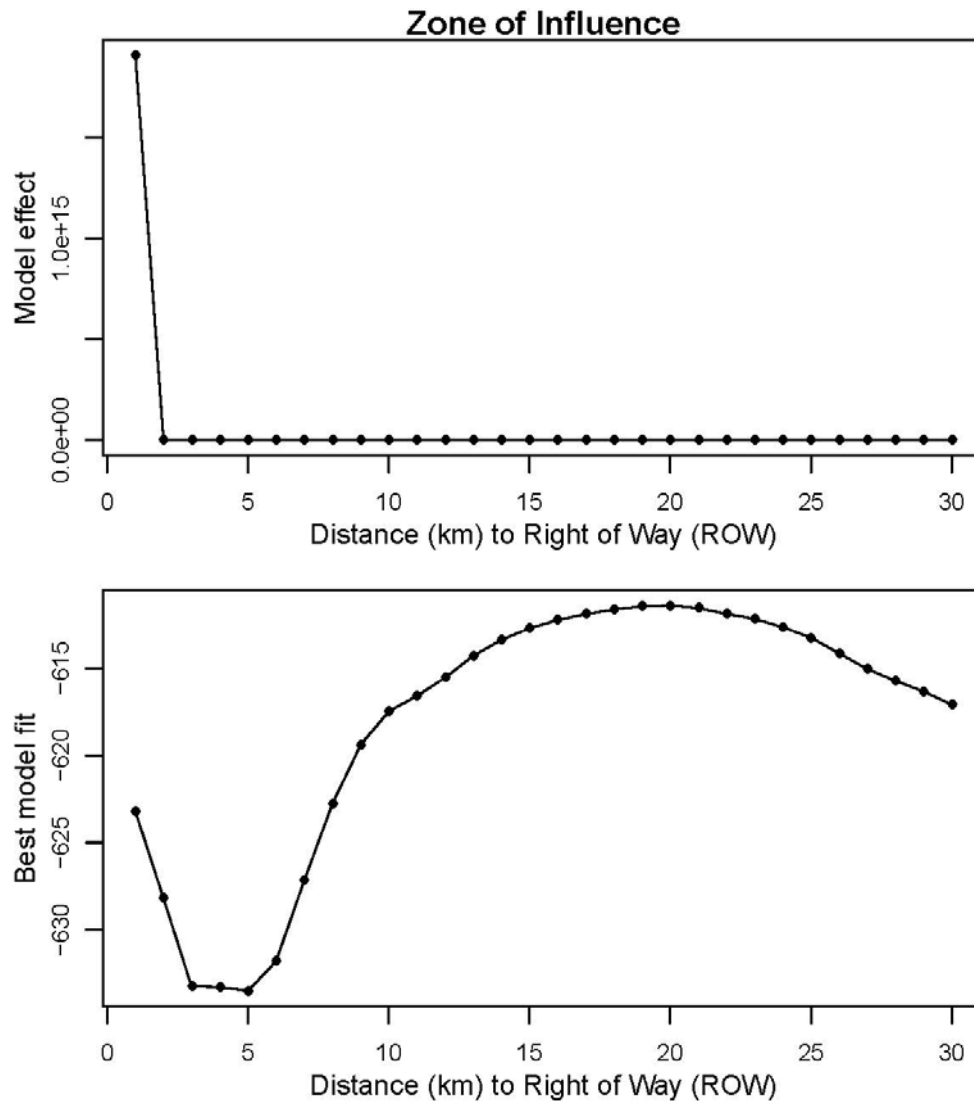 Zone of Influence
Model effect
1.0e+15
0.0e+00
0 5 10 15 20 25 30
Distance (km) to Right of Way (ROW)
Best model fit
−615
−620
−625
−630
0 5 10 15 20 25 30
Distance (km) to Right of Way (ROW)